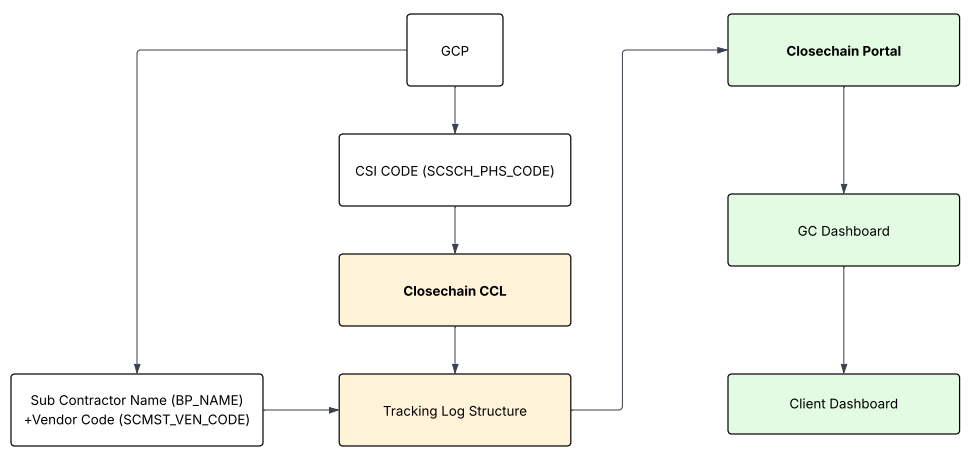 GCP
Closechain Portal
CSI CODE (SCSCH_PHS_CODE)
GC Dashboard
Closechain CCL
Sub Contractor Name (BP_NAME)
+Vendor Code (SCMST_VEN_CODE)
Tracking Log Structure
Client Dashboard